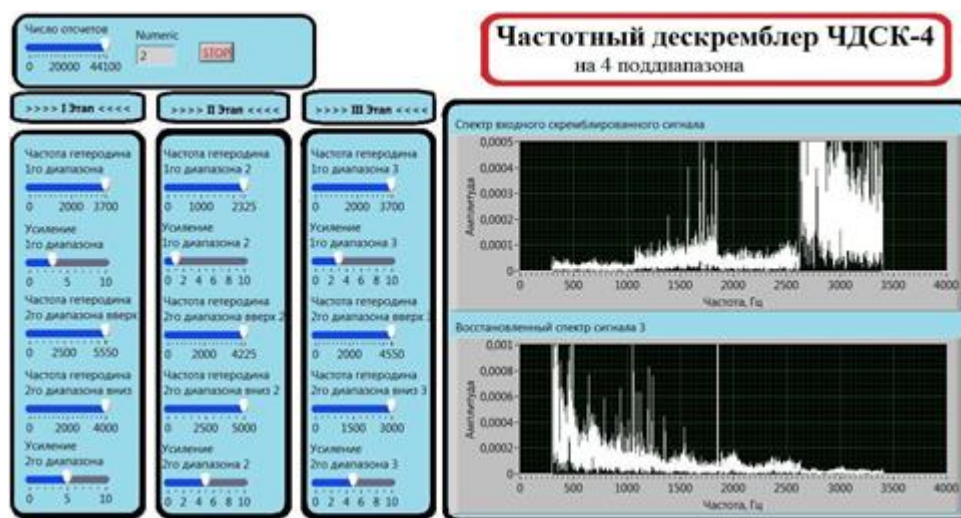 Число отсчетов
0 20000 44100
Numeric
2
STOP
Частотный дескремблер ЧДСК-4
на 4 поддиапазона
>>>> I Этап <<<<
Частота гетеродина
1го диапазона
0 2000 3700
Усиление
1го диапазона
0 5 10
Частота гетеродина
2го диапазона вверх
0 2500 5550
Частота гетеродина
2го диапазона вниз
0 2000 4000
Усиление
2го диапазона
0 5 10
>>>> II Этап <<<<
Частота гетеродина
1го диапазона 2
0 1000 2325
Усиление
1го диапазона 2
0 2 4 6 8 10
Частота гетеродина
2го диапазона вверх 2
0 2000 4225
Частота гетеродина
2го диапазона вниз 2
0 2500 5000
Усиление
2го диапазона 2
0 2 4 6 8 10
>>>> III Этап <<<<
Частота гетеродина
1го диапазона 3
0 2000 3700
Усиление
1го диапазона 3
0 2 4 6 8 10
Частота гетеродина
2го диапазона вверх
0 2000 4550
Частота гетеродина
2го диапазона вниз 3
0 1500 3000
Усиление
2го диапазона 3
0 2 4 6 8 10
Спектр входного скремблированного сигнала
Амплитуда
0,0005
0,0004
0,0003
0,0002
0,0001
0
0 500 1000 1500 2000 2500 3000 3500 4000
Частота, Гц
Восстановленный спектр сигнала 3
Амплитуда
0,001
0,0008
0,0006
0,0004
0,0002
0
0 500 1000 1500 2000 2500 3000 3500 4000
Частота, Гц